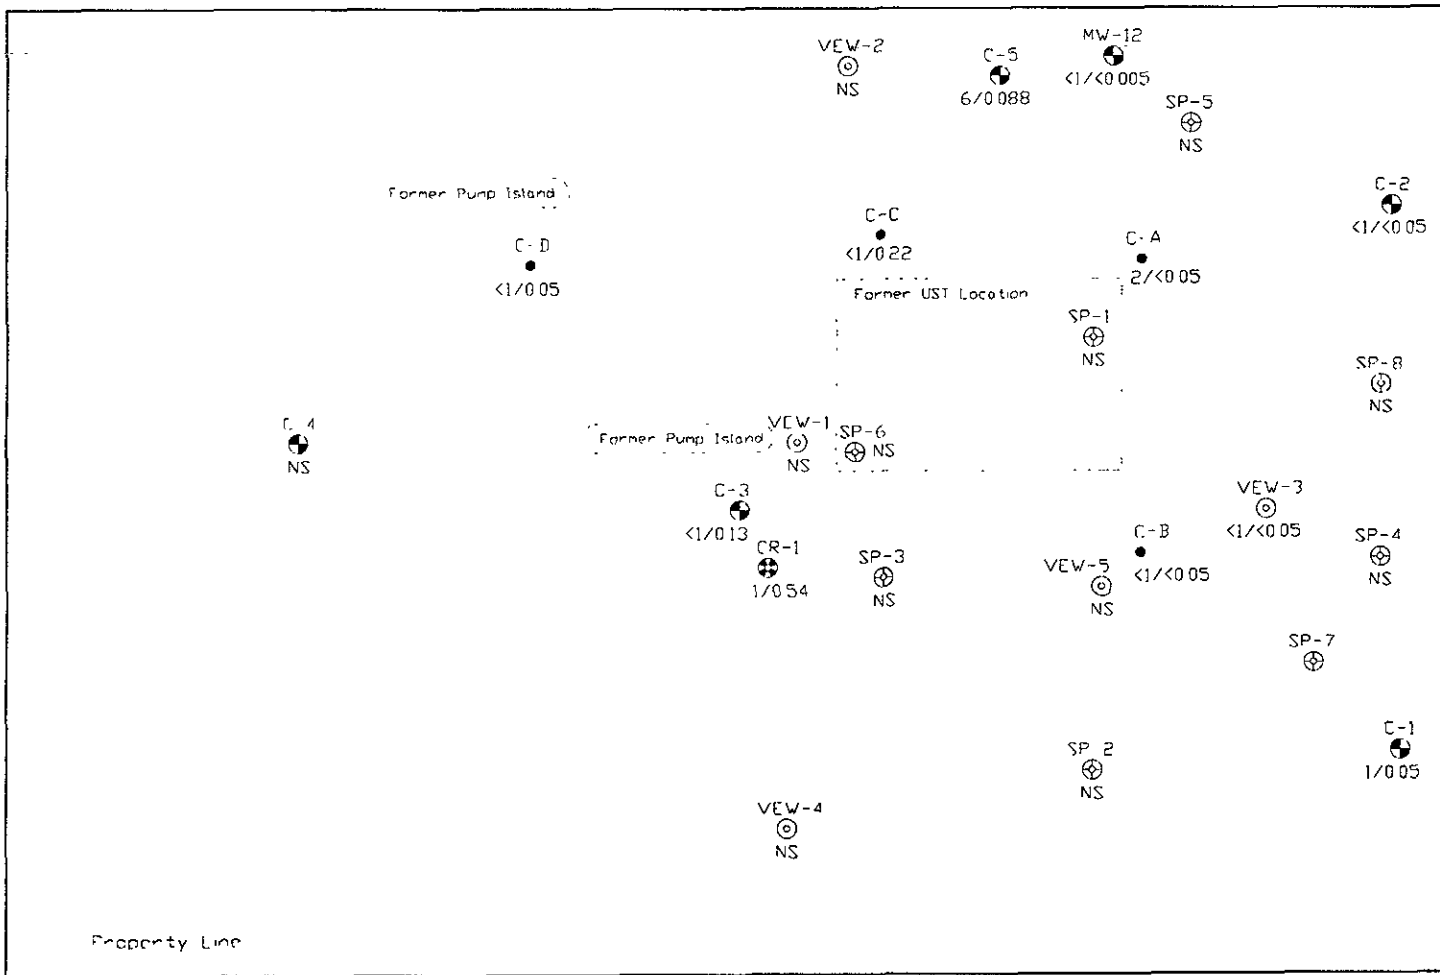 MW-12
VEW-2
C-5
<1/<0 005
NS
6/0 088
SP-5
NS
Former Pump Island
C-2
<1/<0 05
C-C
<1/0 22
C-A
2/<0 05
C-D
<1/0 05
Former UST Location
SP-1
NS
SP-8
NS
C-4
NS
Former Pump Island
VEW-1
NS
SP-6
NS
C-3
<1/0 13
VEW-3
<1/<0 05
CR-1
1/0 54
SP-3
NS
C-B
<1/<0 05
VEW-5
NS
SP-4
NS
SP-7
C-1
1/0 05
SP 2
NS
VEW-4
NS
Property Line